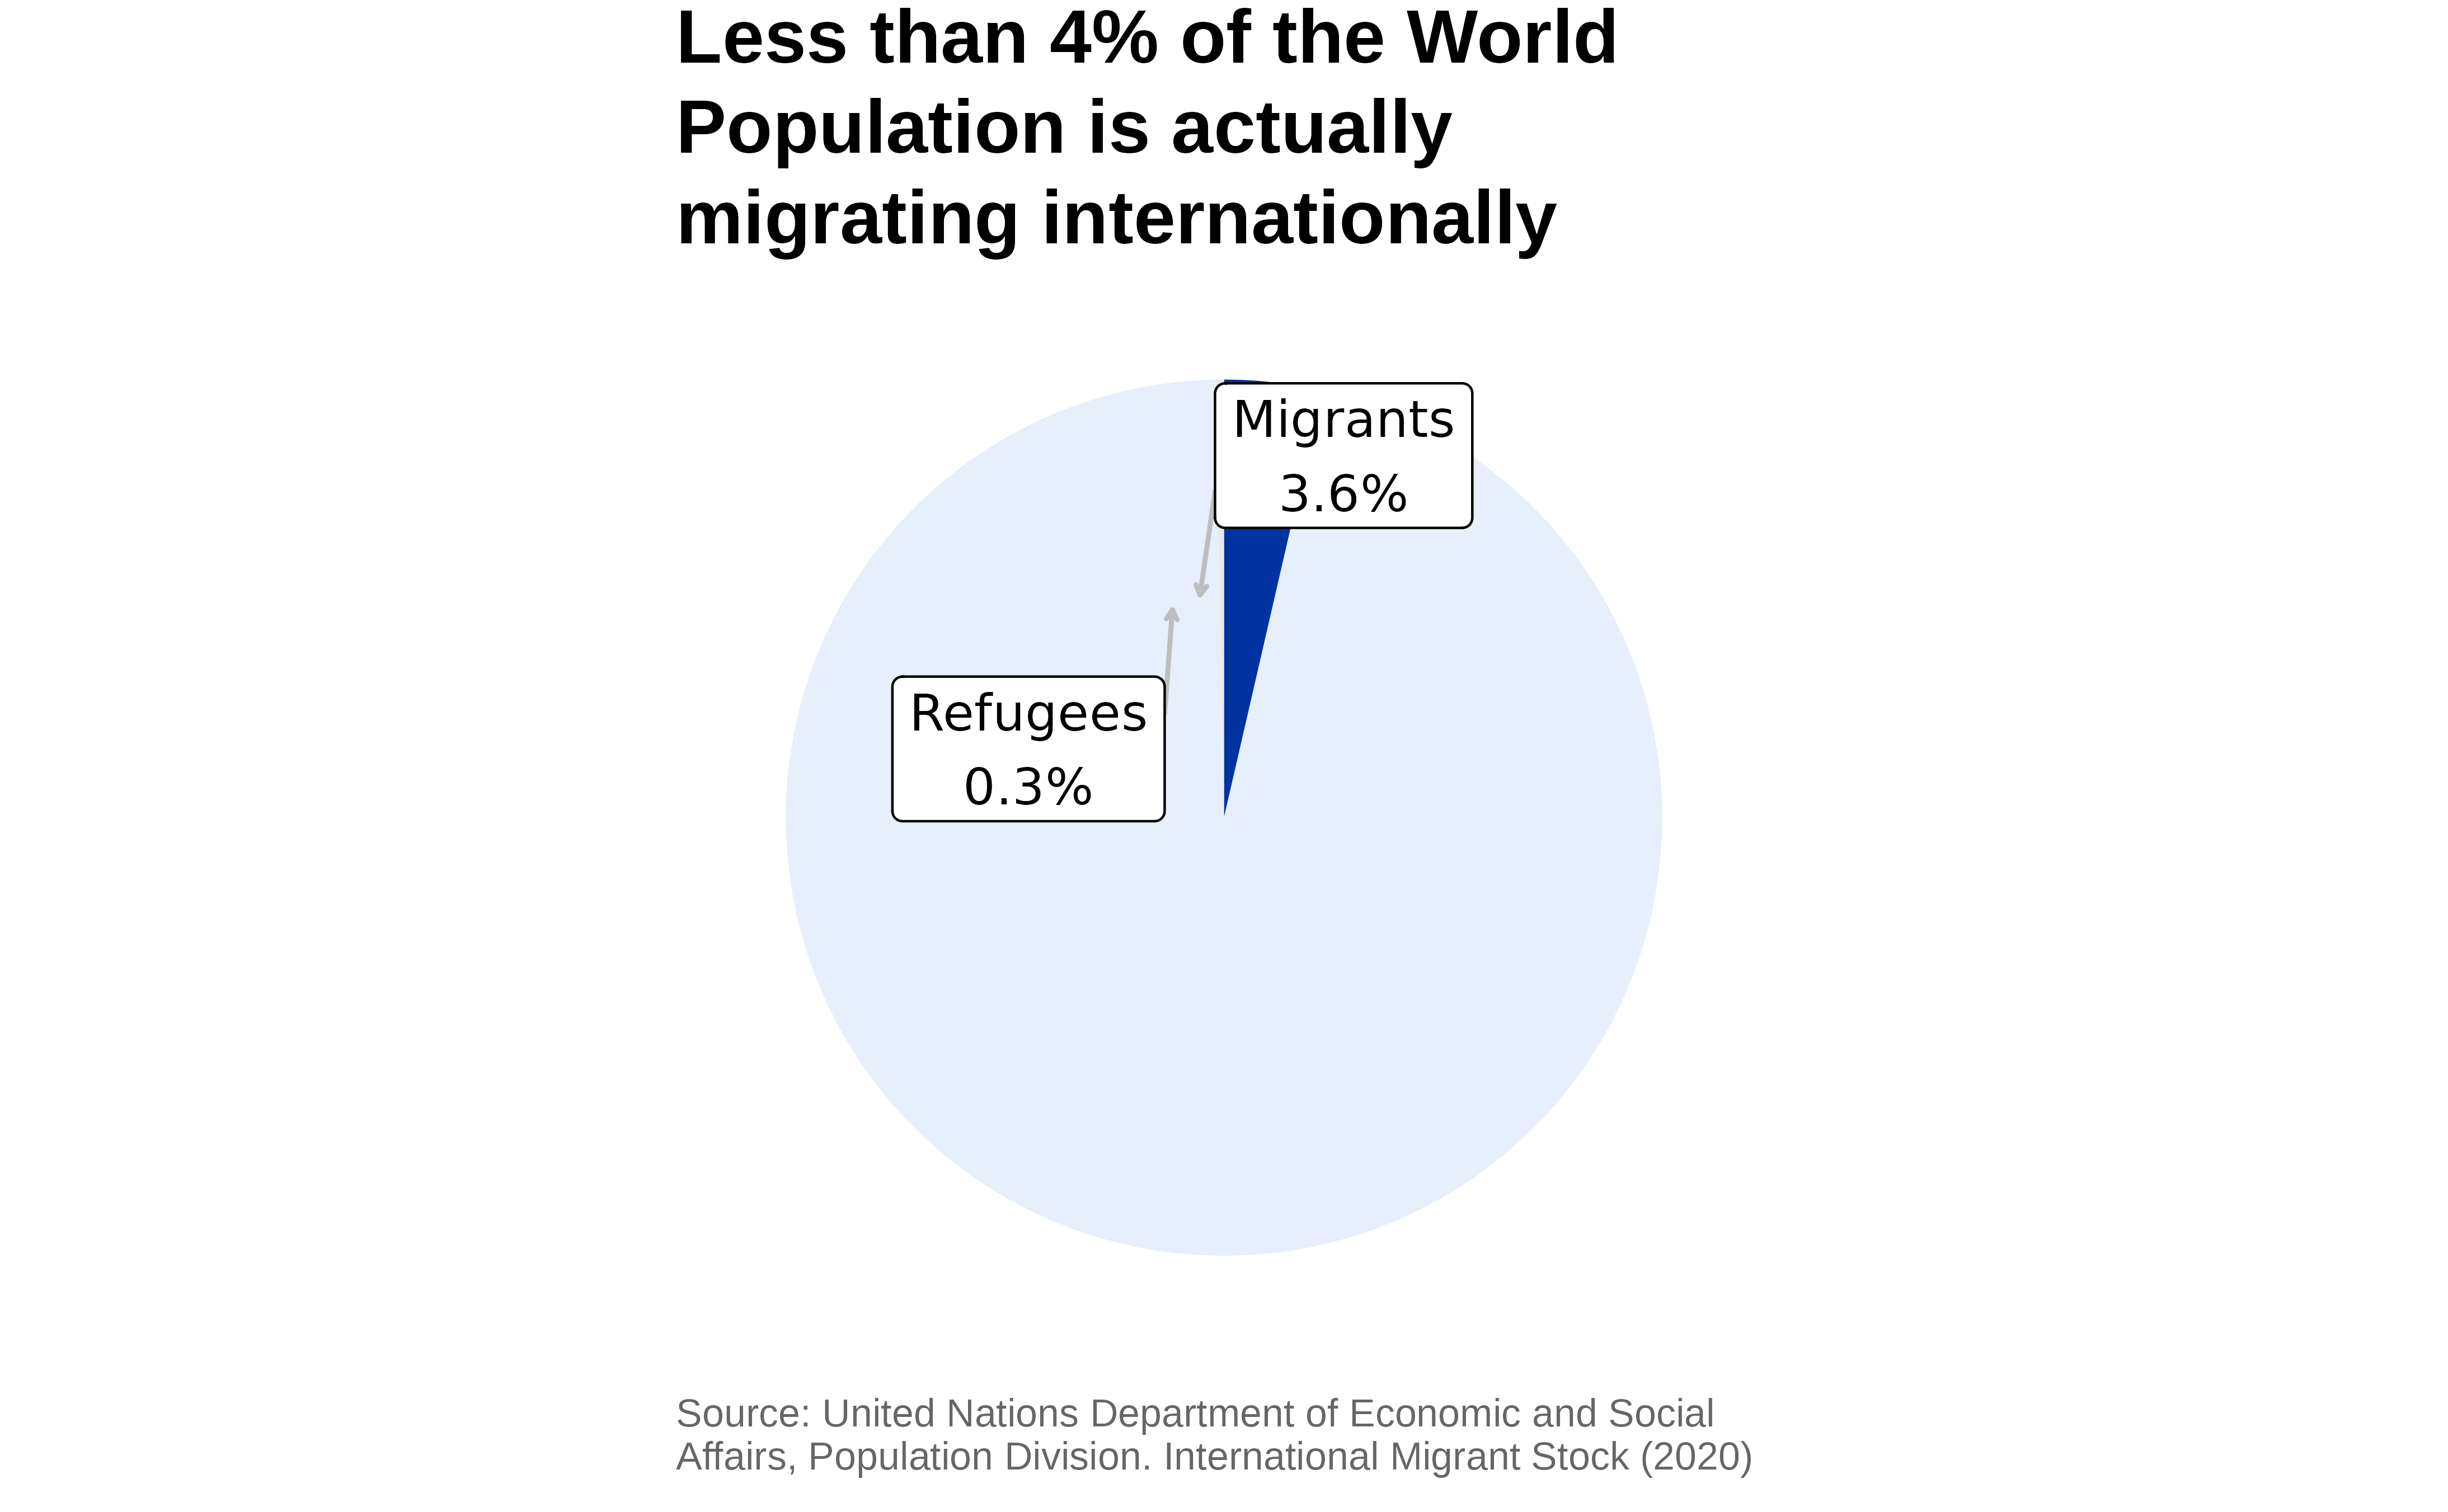 Less than 4% of the World
Population is actually
migrating internationally
Migrants
3.6%
Refugees
0.3%
Source: United Nations Department of Economic and Social
Affairs, Population Division. International Migrant Stock (2020)